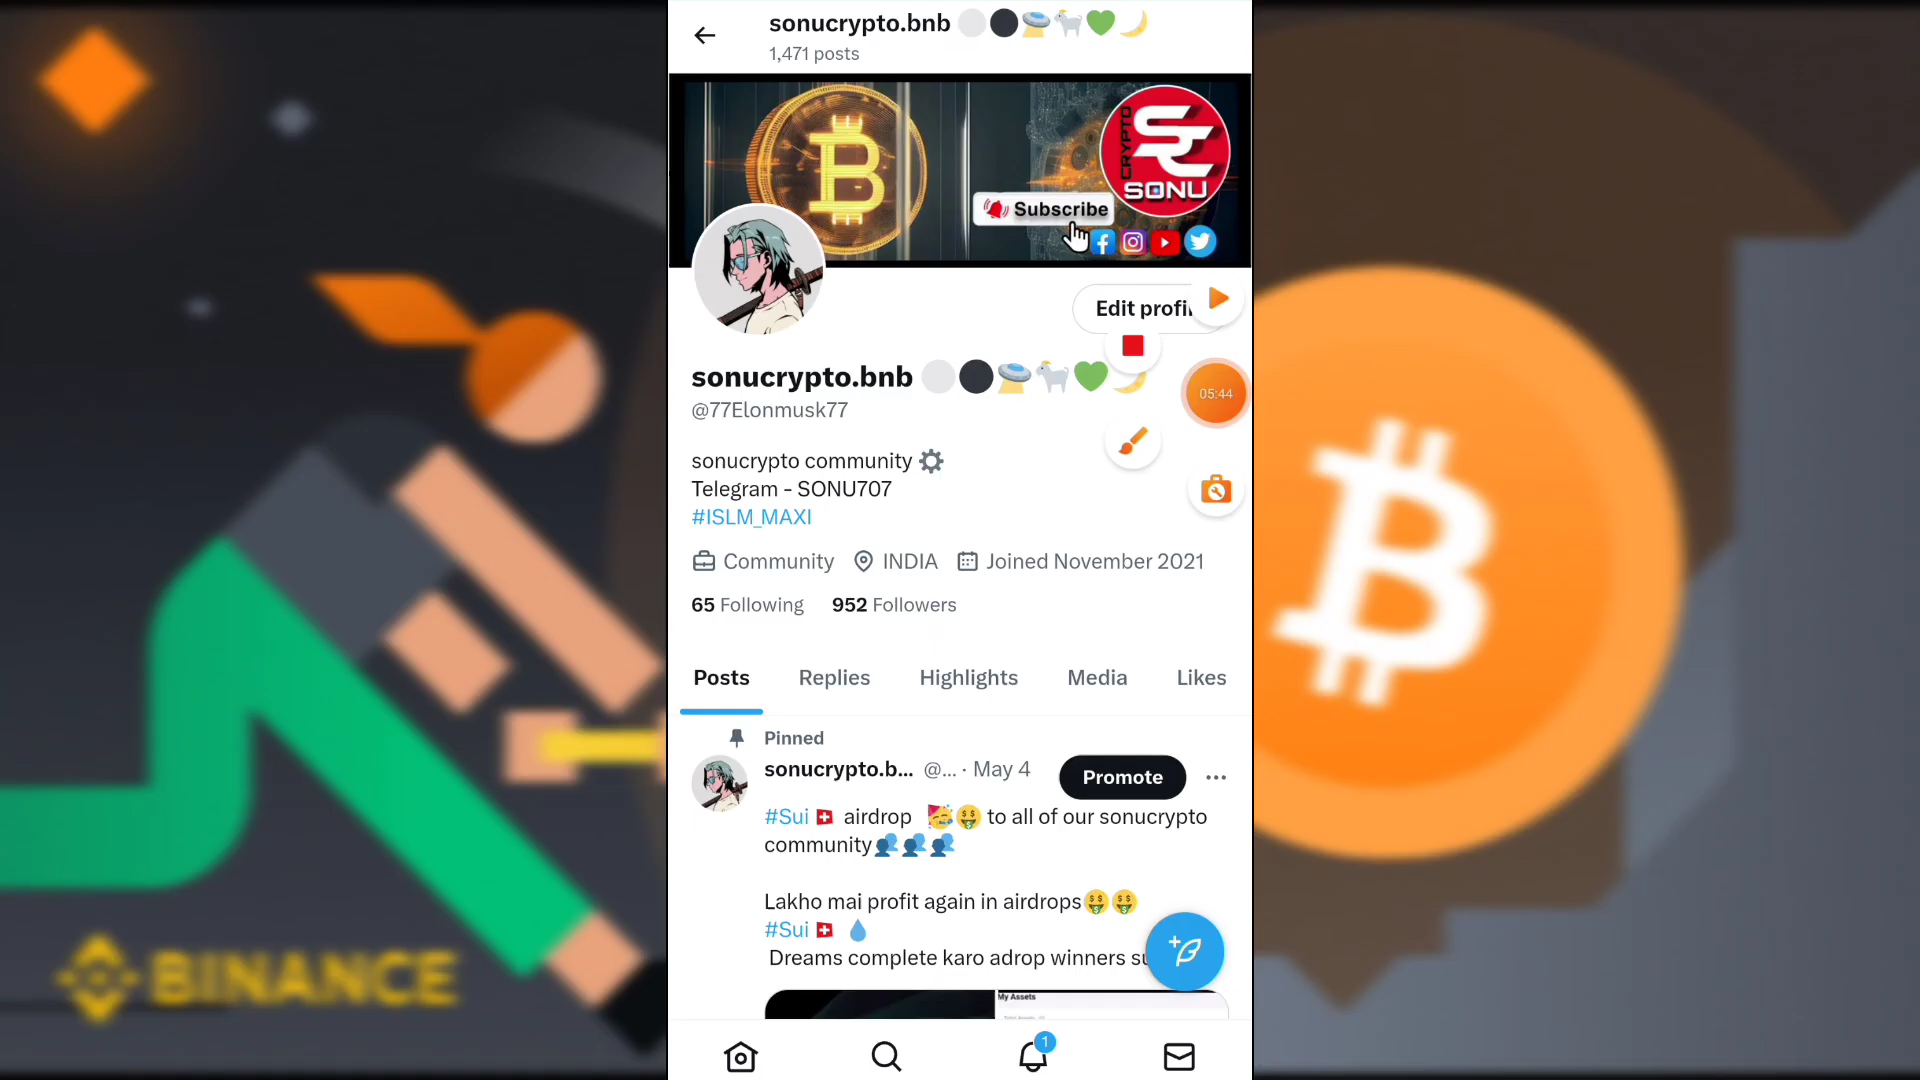 sonucrypto.bnb ⚪⚫🛸🐐💚🌙
1,471 posts
CRYPTO
SC
SONU
Subscribe
Edit profi
sonucrypto.bnb ⚪⚫🛸🐐💚🌙
@77Elonmusk77
05:44
sonucrypto community ⚙️
Telegram - SONU707
#ISLM_MAXI
Community INDIA Joined November 2021
65 Following 952 Followers
Posts Replies Highlights Media Likes
Pinned
sonucrypto.b... @... · May 4
Promote
#Sui 🇨🇭 airdrop 🥳🤑 to all of our sonucrypto
community👥👥👥
Lakho mai profit again in airdrops🤑🤑
#Sui 🇨🇭 💧
Dreams complete karo adrop winners
My Assets
1
BINANCE